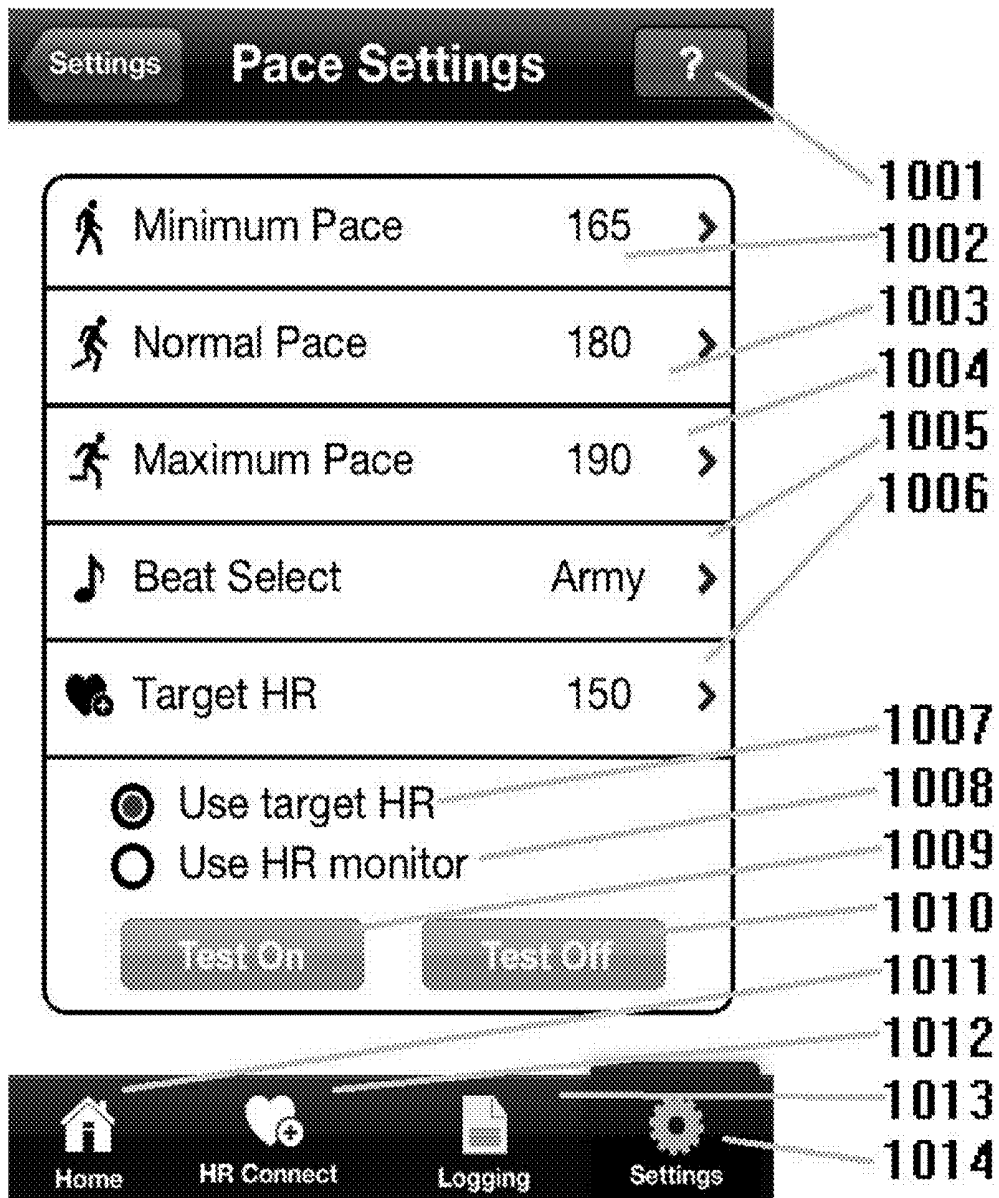 Settings Pace Settings ?
1001
Minimum Pace 165 >
1002
1003
Normal Pace 180 >
1004
1005
Maximum Pace 190 >
1006
Beat Select Army >
Target HR 150 >
1007
Use target HR
1008
Use HR monitor
1009
1010
Test On Test Off
1011
1012
1013
1014
Home HR Connect Logging Settings